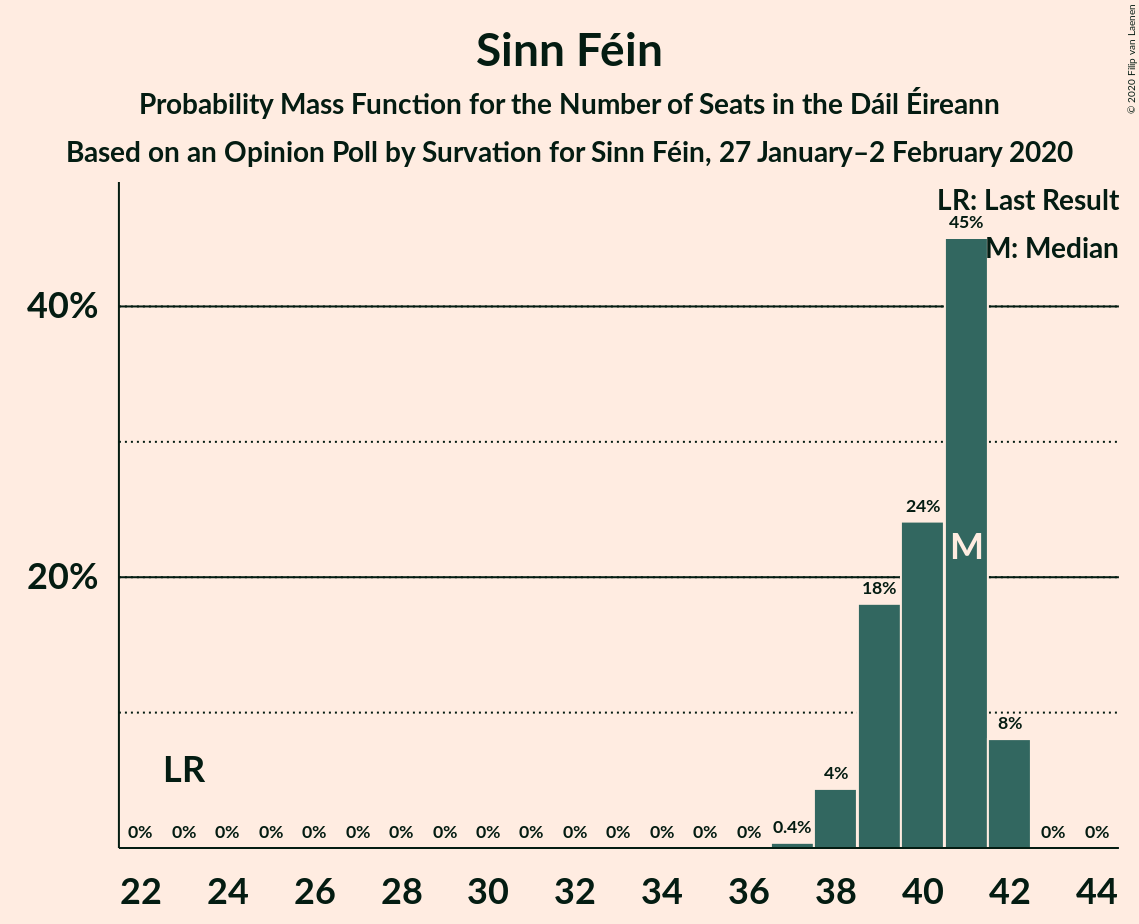 Sinn Féin
Probability Mass Function for the Number of Seats in the Dáil Éireann
Based on an Opinion Poll by Survation for Sinn Féin, 27 January–2 February 2020
© 2020 Filip van Laenen
LR: Last Result
M: Median
45%
40%
24%
M
20%
18%
8%
LR
4%
0% 0% 0% 0% 0% 0% 0% 0% 0% 0% 0% 0% 0% 0% 0% 0.4% 0% 0%
22 24 26 28 30 32 34 36 38 40 42 44